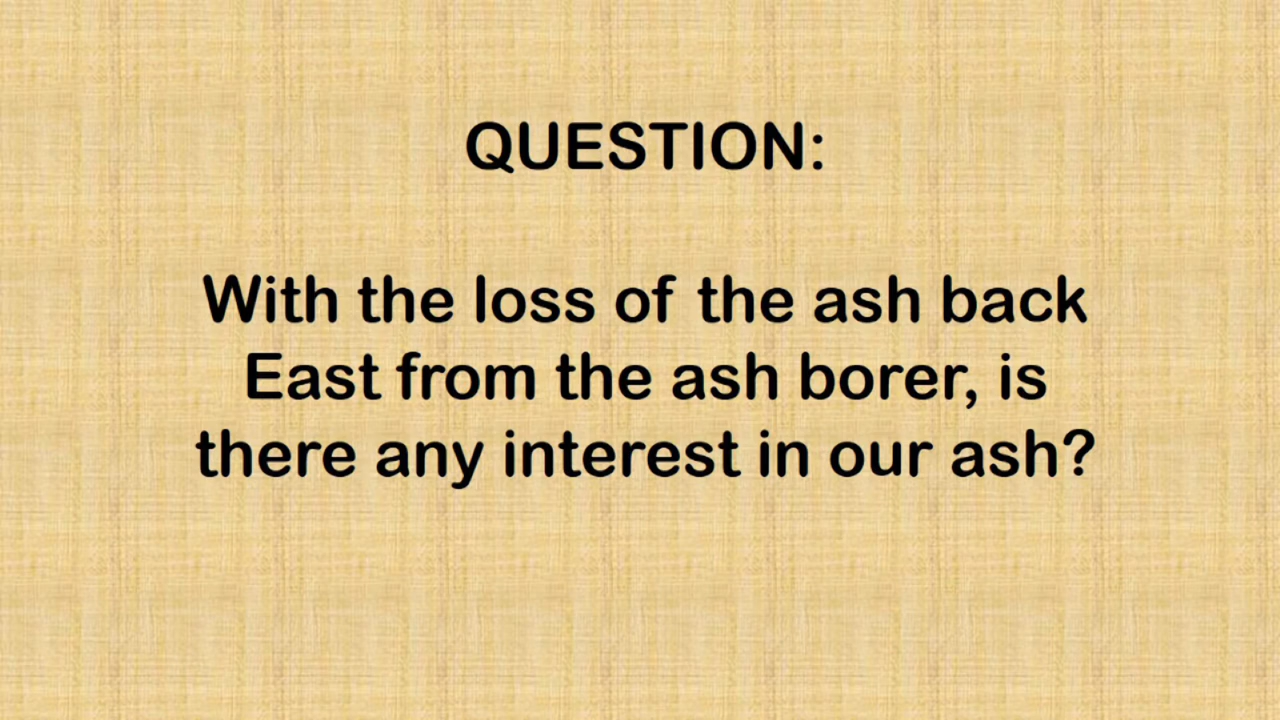 QUESTION:
With the loss of the ash back
East from the ash borer, is
there any interest in our ash?